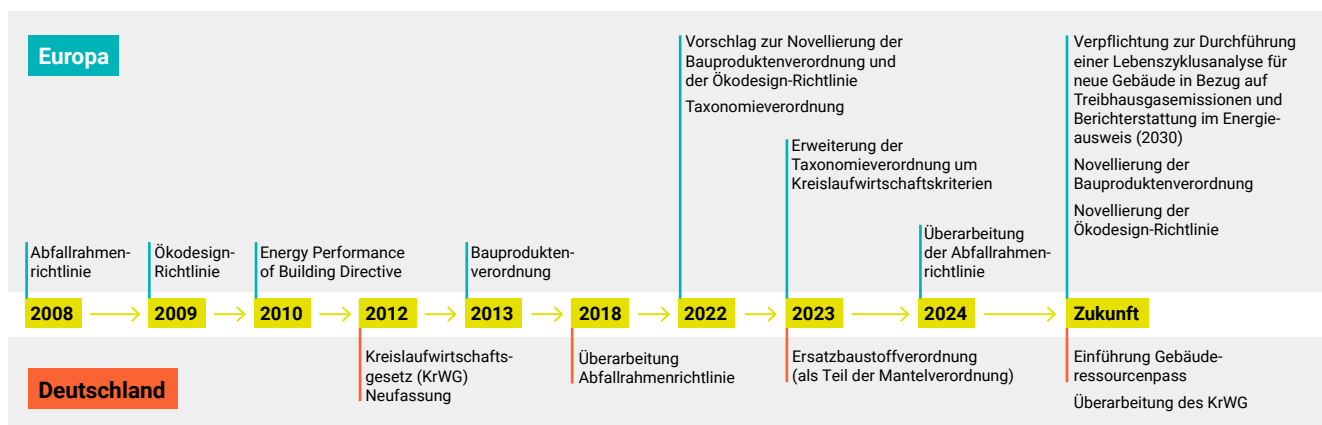 Europa
Vorschlag zur Novellierung der
Bauproduktenverordnung und
der Ökodesign-Richtlinie
Taxonomieverordnung
Verpflichtung zur Durchführung
einer Lebenszyklusanalyse für
neue Gebäude in Bezug auf
Treibhausgasemissionen und
Berichterstattung im Energie-
ausweis (2030)
Novellierung der
Bauproduktenverordnung
Novellierung der
Ökodesign-Richtlinie
Erweiterung der
Taxonomieverordnung um
Kreislaufwirtschaftskriterien
Abfallrahmen-
richtlinie
Ökodesign-
Richtlinie
Energy Performance
of Building Directive
Bauprodukten-
verordnung
Überarbeitung
der Abfallrahmen-
richtlinie
2008
2009
2010
2012
2013
2018
2022
2023
2024
Zukunft
Deutschland
Kreislaufwirtschafts-
gesetz (KrWG)
Neufassung
Überarbeitung
Abfallrahmenrichtlinie
Ersatzbaustoffverordnung
(als Teil der Mantelverordnung)
Einführung Gebäude-
ressourcenpass
Überarbeitung des KrWG